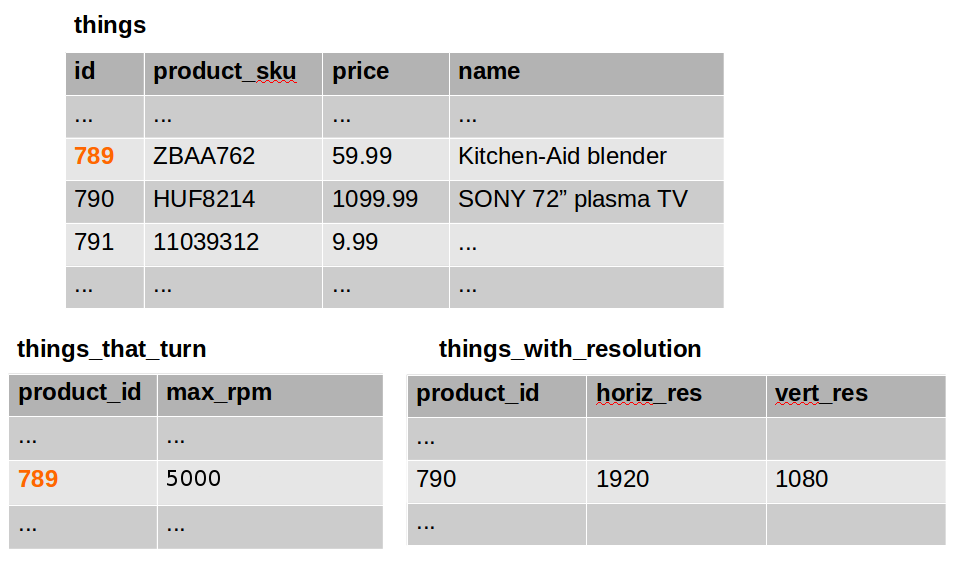 things
id product_sku price name
... ... ... ...
789 ZBAA762 59.99 Kitchen-Aid blender
790 HUF8214 1099.99 SONY 72” plasma TV
791 11039312 9.99 ...
... ... ... ...
things_that_turn
product_id max_rpm
... ...
789 5000
... ...
things_with_resolution
product_id horiz_res vert_res
...
790 1920 1080
...